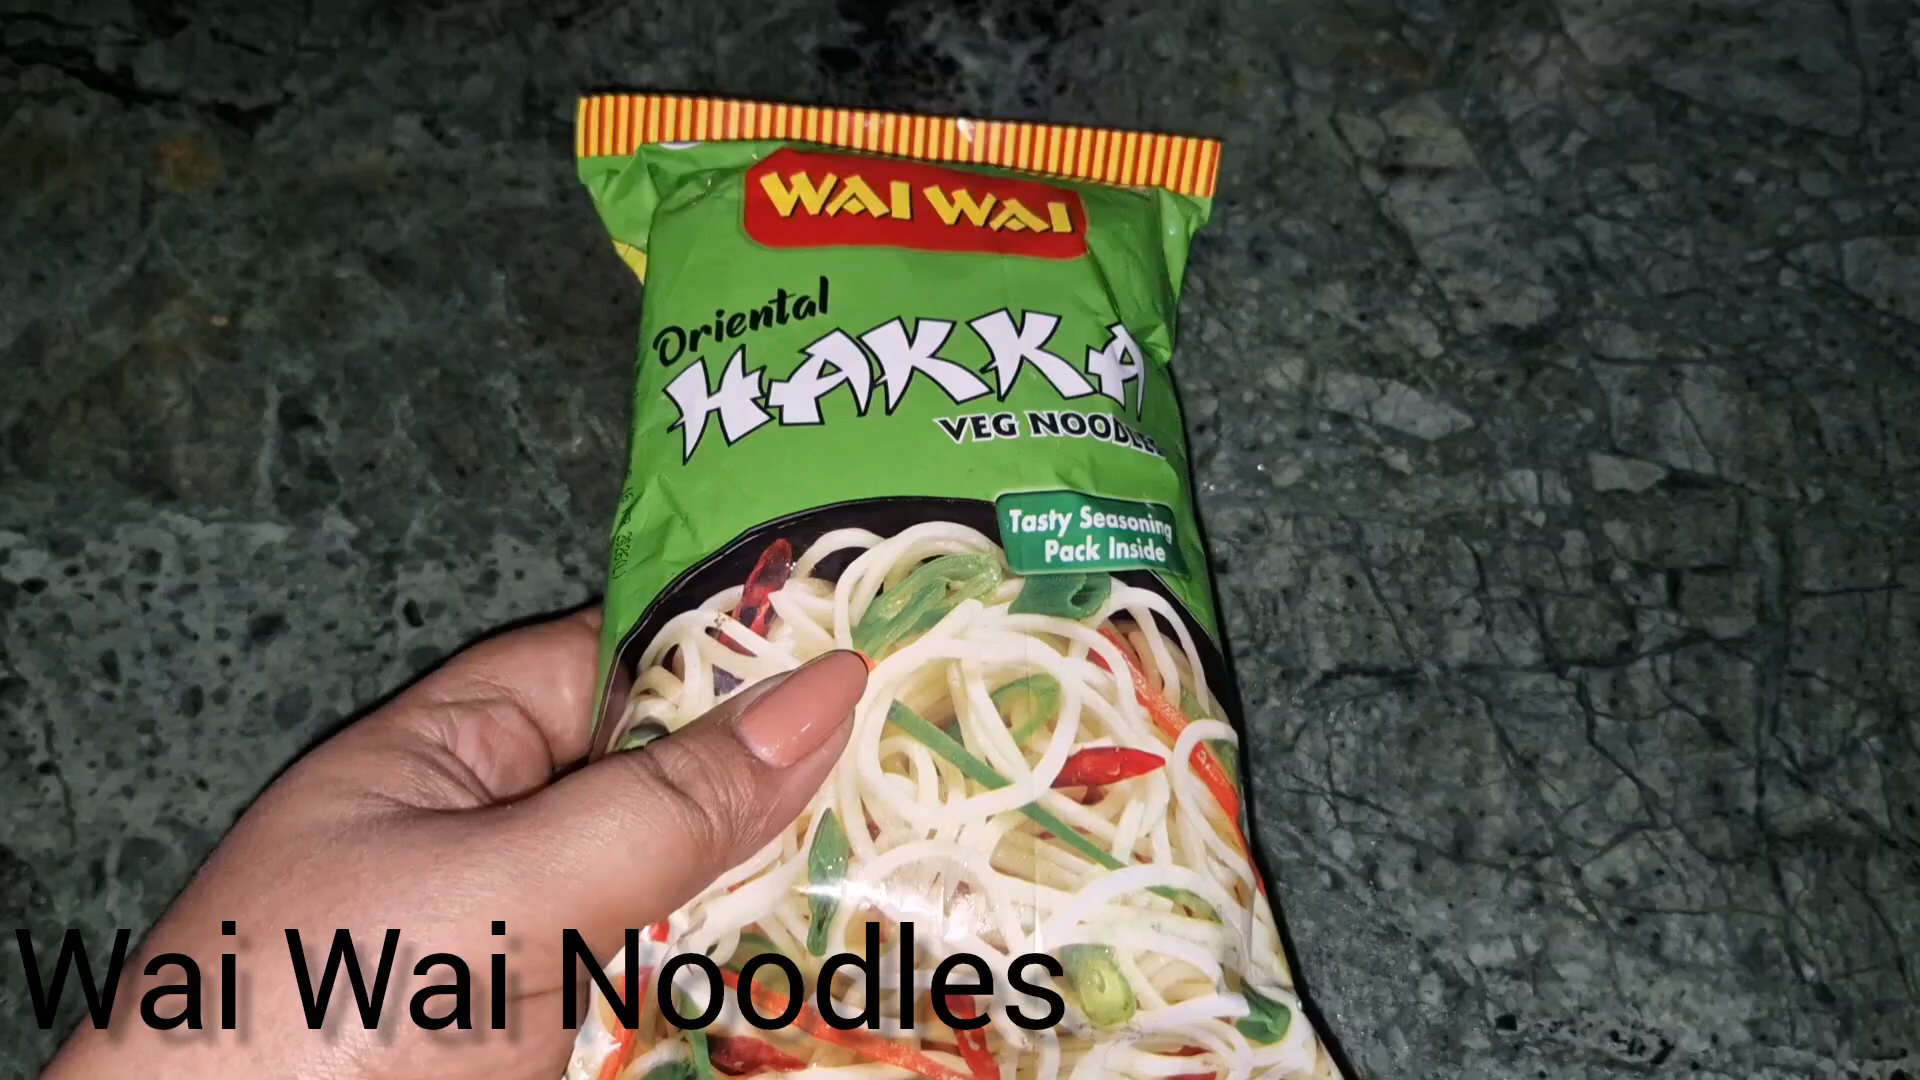 WAI WAI
Oriental
HAKKA
VEG NOODLES
Tasty Seasoning
Pack Inside
Wai Wai Noodles